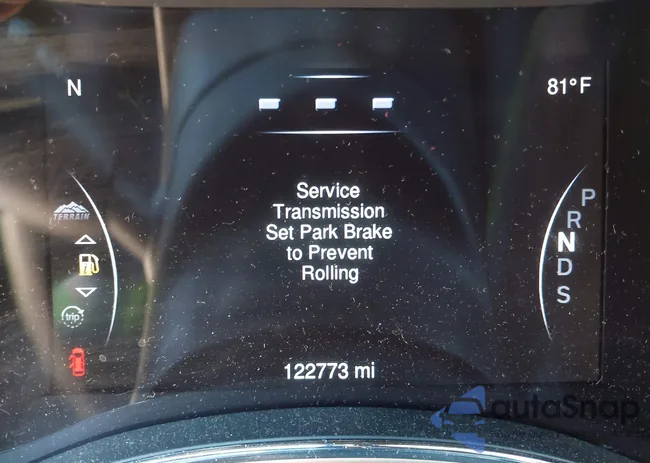 N
81°F
Service
Transmission
Set Park Brake
to Prevent
Rolling
TERRAIN
trip
P
R
N
D
S
122773 mi
autoSnap